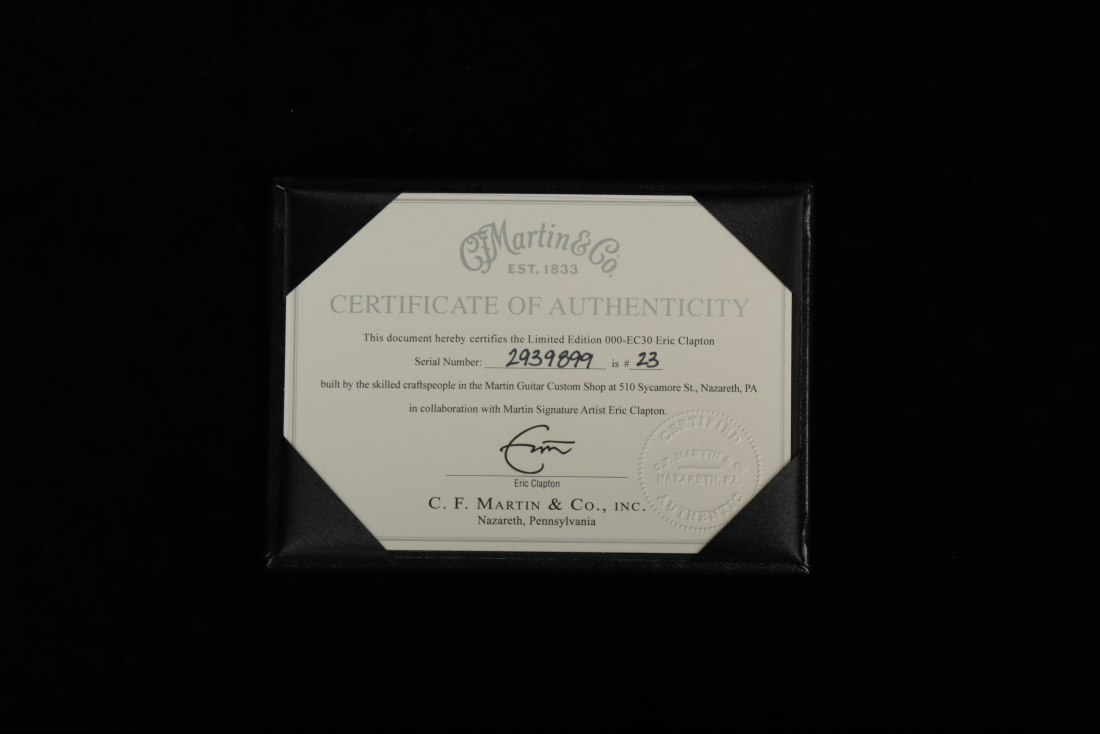 CF Martin & Co.
EST. 1833
CERTIFICATE OF AUTHENTICITY
This document hereby certifies the Limited Edition 000-EC30 Eric Clapton
Serial Number: 2939899 is # 23
built by the skilled craftspeople in the Martin Guitar Custom Shop at 510 Sycamore St., Nazareth, PA
in collaboration with Martin Signature Artist Eric Clapton.
Eric
Eric Clapton
C. F. MARTIN & CO., INC.
Nazareth, Pennsylvania
CERTIFIED
C.F. MARTIN & CO.
NAZARETH, PA.
AUTHENTIC